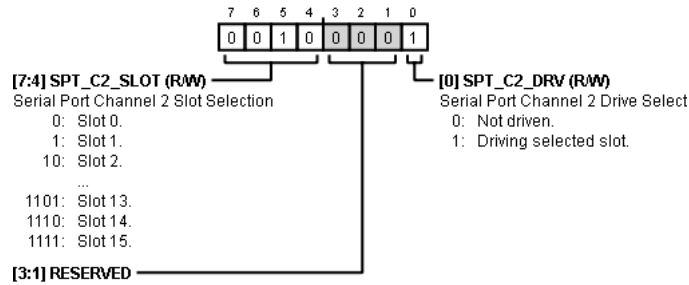 7 6 5 4 3 2 1 0
0 0 1 0 0 0 0 1
[7:4] SPT_C2_SLOT (R/W)
Serial Port Channel 2 Slot Selection
0: Slot 0.
1: Slot 1.
10: Slot 2.
...
1101: Slot 13.
1110: Slot 14.
1111: Slot 15.
[3:1] RESERVED
[0] SPT_C2_DRV (R/W)
Serial Port Channel 2 Drive Select
0: Not driven.
1: Driving selected slot.